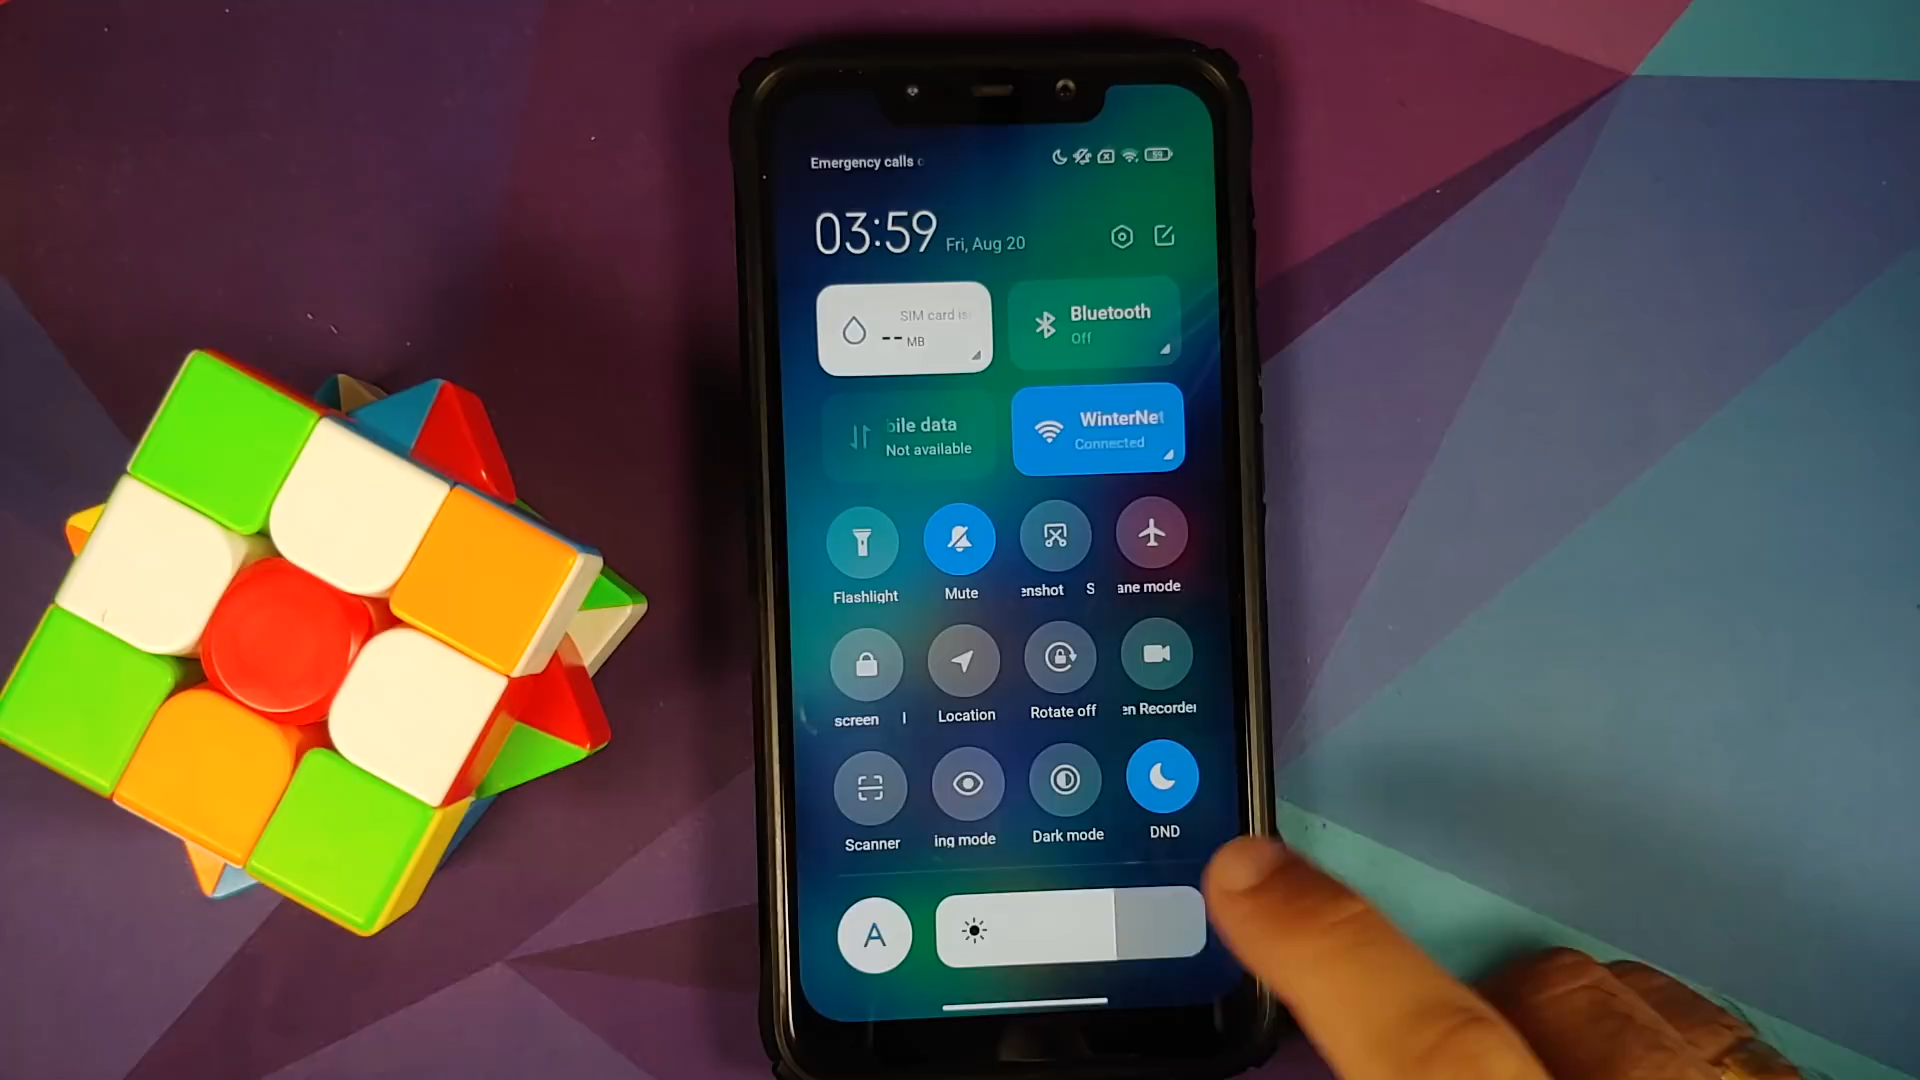 Emergency calls
59
03:59 Fri, Aug 20
SIM card is
-- MB
Bluetooth
Off
bile data
Not available
WinterNet
Connected
Flashlight
Mute
enshot S
ane mode
screen
Location
Rotate off
en Recorder
Scanner
ing mode
Dark mode
DND
A